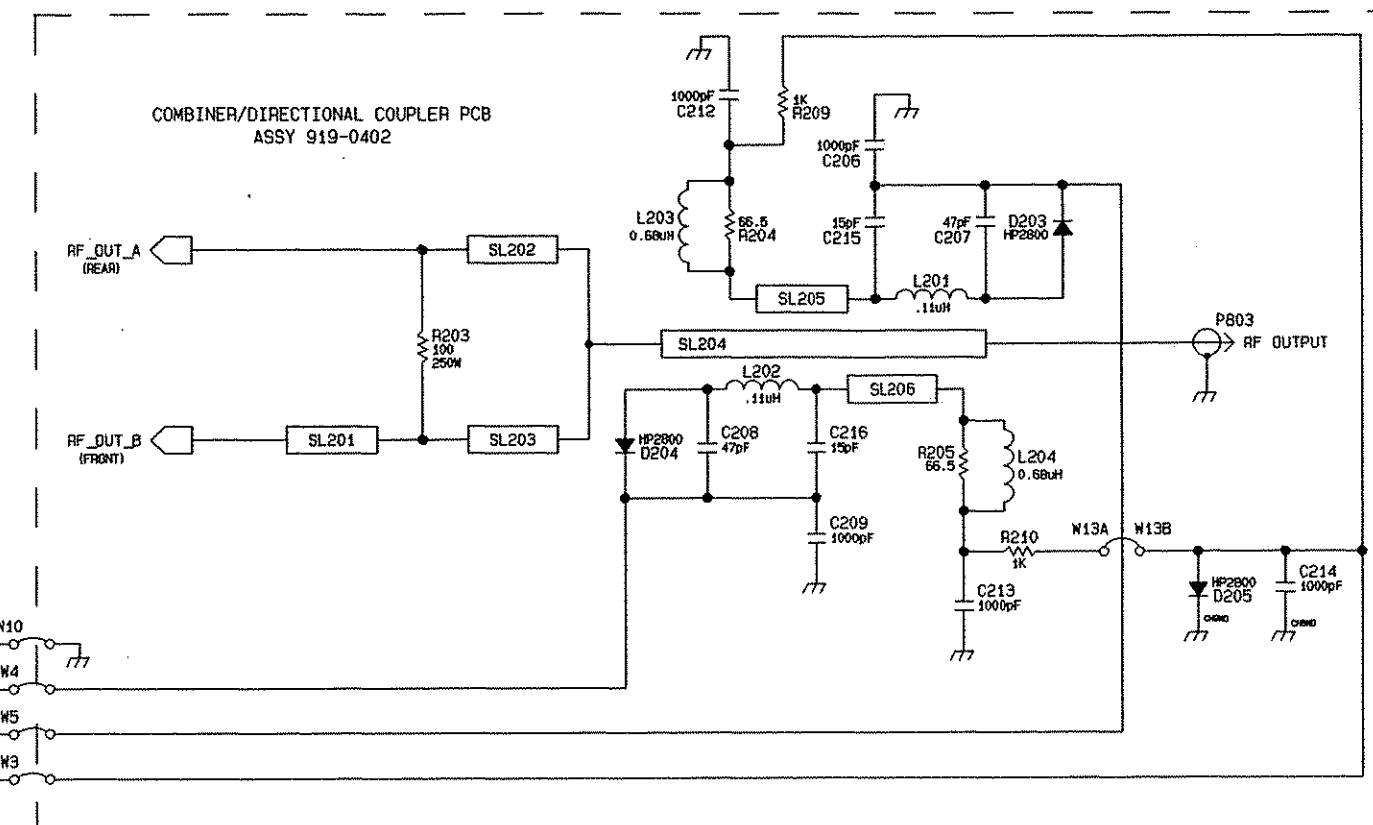 COMBINER/DIRECTIONAL COUPLER PCB
ASSY 919-0402
1000pF
C212
1K
R209
1000pF
C206
L203
0.68uH
66.5
R204
15pF
C215
47pF
C207
D203
HP2800
RF_OUT_A
(REAR)
SL202
SL205
L201
.11uH
R203
100
250W
SL204
P803
RF OUTPUT
L202
.11uH
SL206
RF_OUT_B
(FRONT)
SL201
SL203
HP2800
D204
C208
47pF
C216
15pF
R205
66.5
L204
0.68uH
C209
1000pF
R210
1K
W13A
W13B
C213
1000pF
HP2800
D205
CHGND
C214
1000pF
CHGND
W10
W4
W5
W3